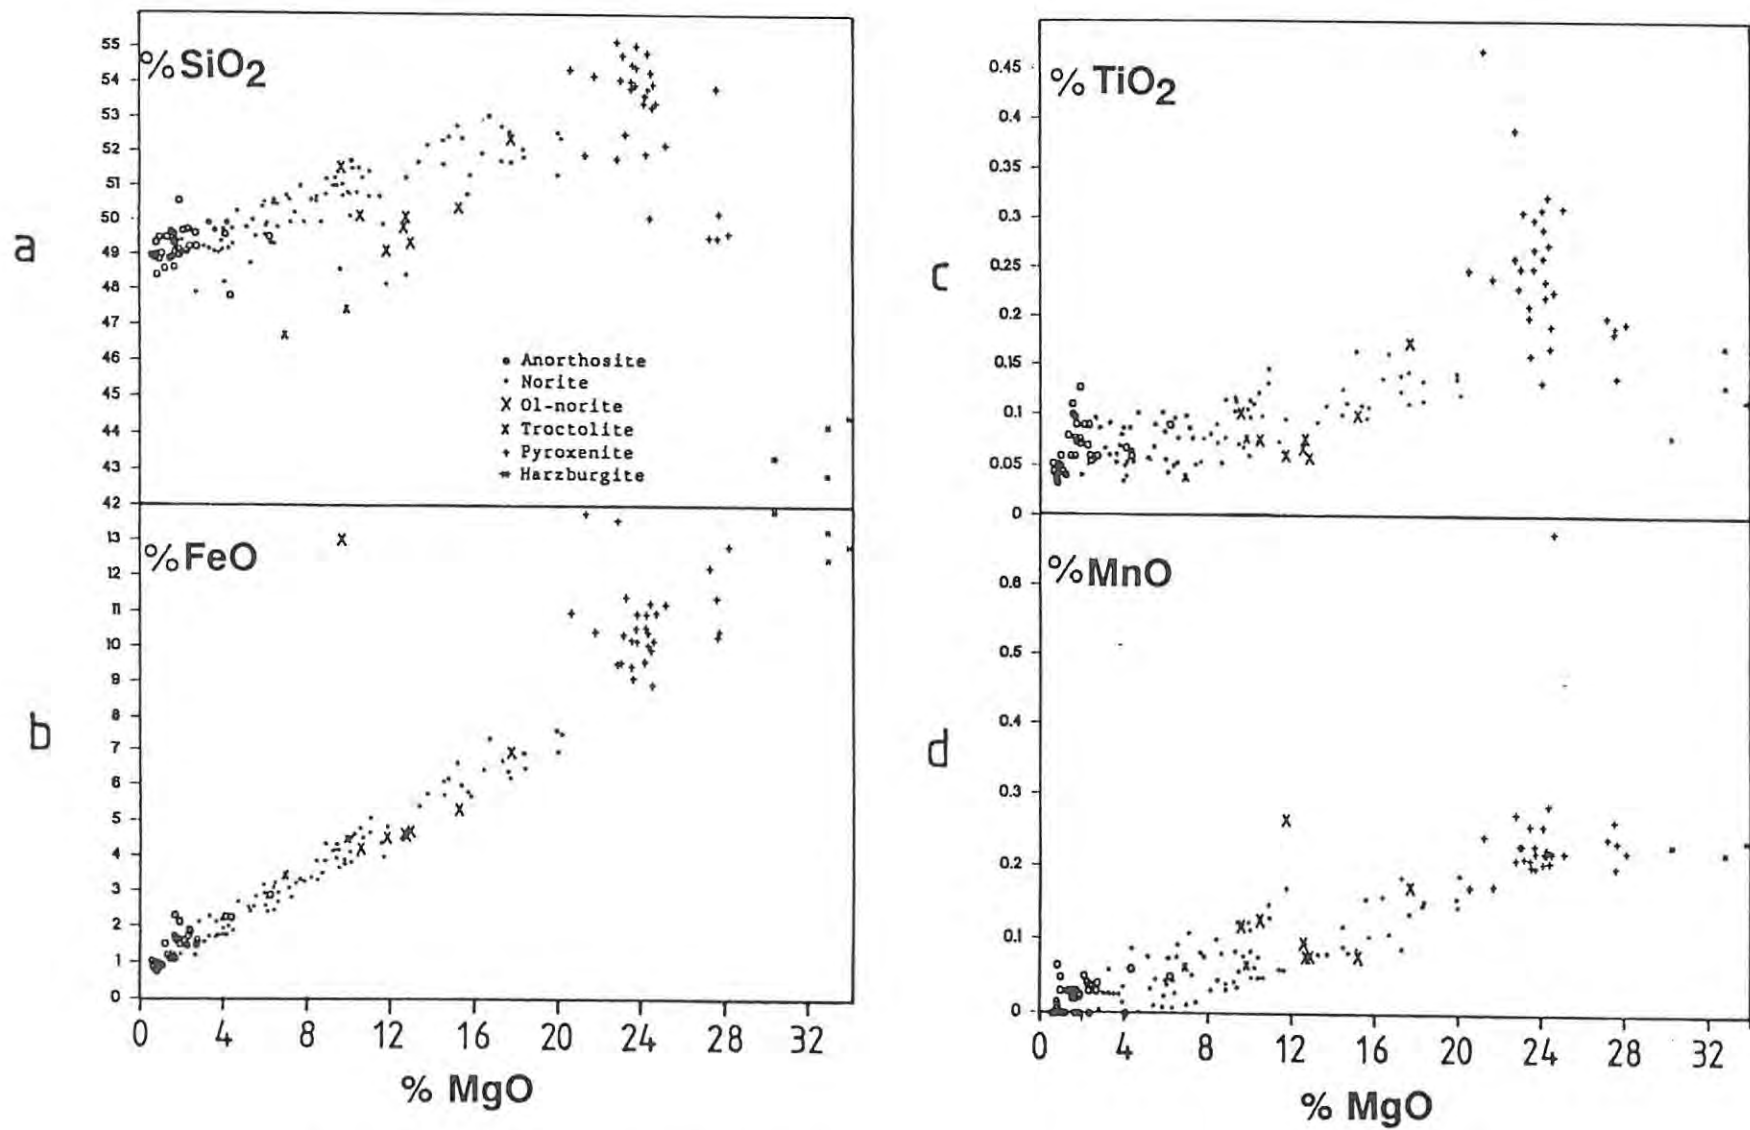 a
%SiO2
55
54
53
52
51
50
49
48
47
46
45
44
43
42
o Anorthosite
· Norite
X Ol-norite
x Troctolite
+ Pyroxenite
* Harzburgite
b
%FeO
13
12
11
10
9
8
7
6
5
4
3
2
1
0
0 4 8 12 16 20 24 28 32
% MgO
c
%TiO2
0.45
0.4
0.35
0.3
0.25
0.2
0.15
0.1
0.05
0
d
%MnO
0.6
0.5
0.4
0.3
0.2
0.1
0
0 4 8 12 16 20 24 28 32
% MgO